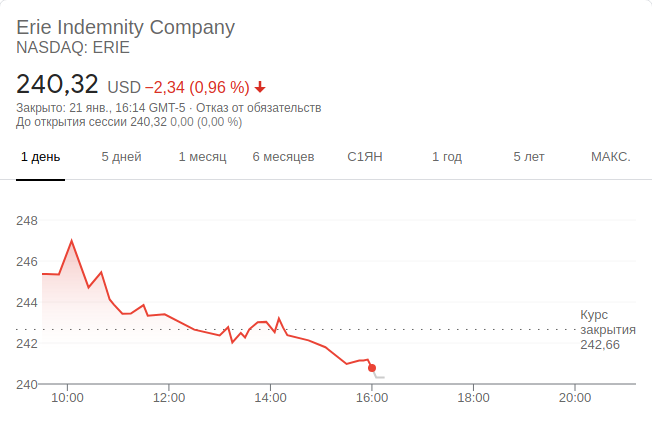 Erie Indemnity Company
NASDAQ: ERIE
240,32 USD −2,34 (0,96 %)
Закрыто: 21 янв., 16:14 GMT-5 · Отказ от обязательств
До открытия сессии 240,32 0,00 (0,00 %)
1 день 5 дней 1 месяц 6 месяцев С1ЯН 1 год 5 лет МАКС.
248
246
244
Курс
закрытия
242,66
242
240
10:00 12:00 14:00 16:00 18:00 20:00